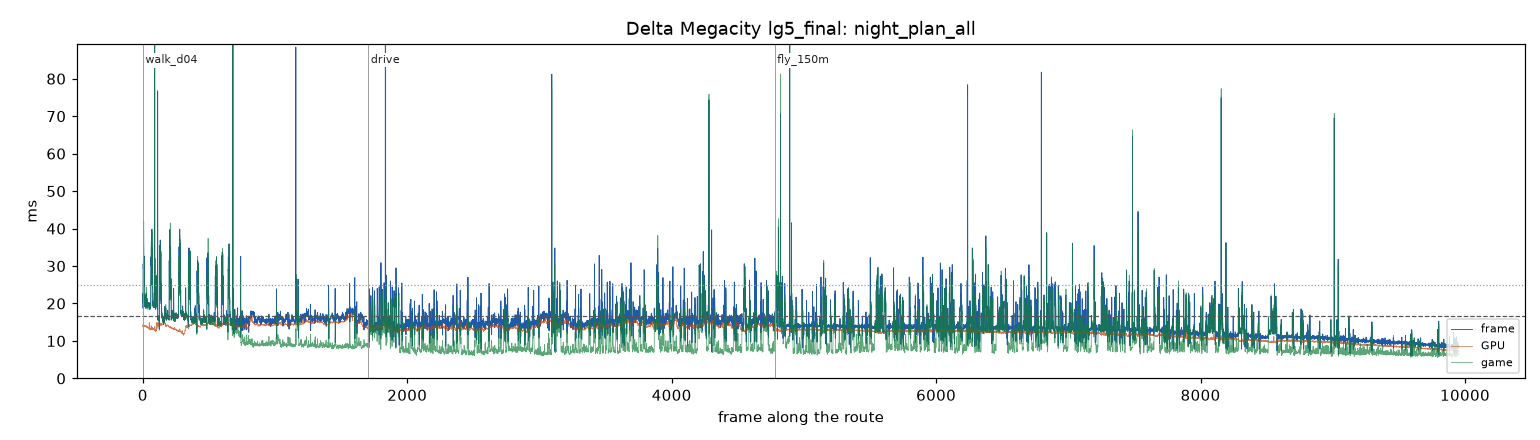 Delta Megacity lg5_final: night_plan_all
walk_d04
drive
fly_150m
80
70
60
50
40
30
20
10
0
ms
frame
GPU
game
0
2000
4000
6000
8000
10000
frame along the route